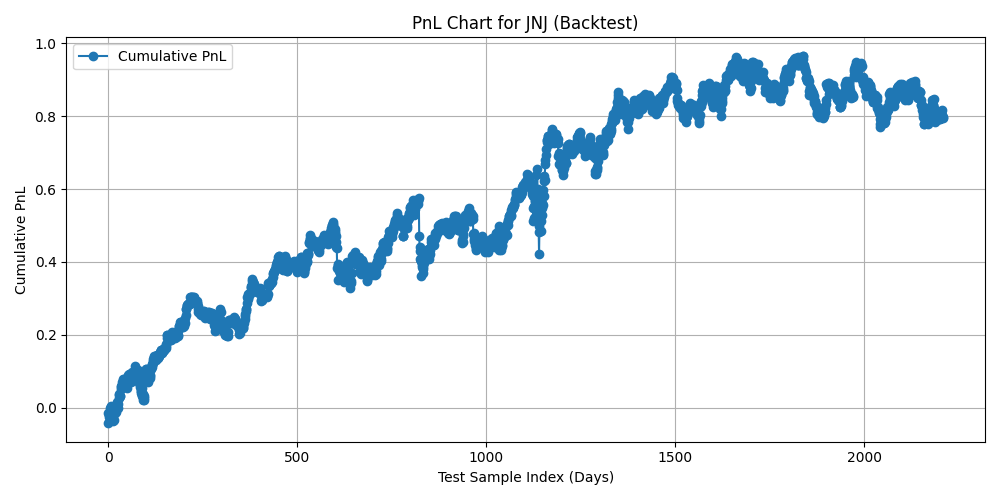 PnL Chart for JNJ (Backtest)
Cumulative PnL
1.0
0.8
0.6
0.4
0.2
0.0
Cumulative PnL
0 500 1000 1500 2000
Test Sample Index (Days)